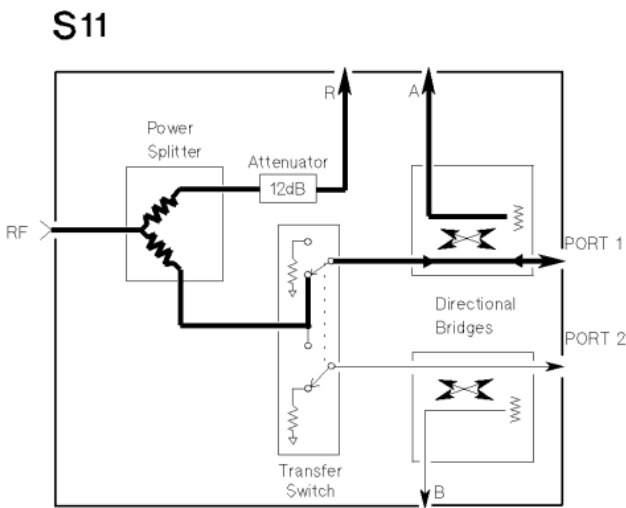 S11
R
A
Power
Splitter
Attenuator
12dB
RF
PORT 1
Directional
Bridges
PORT 2
Transfer
Switch
B